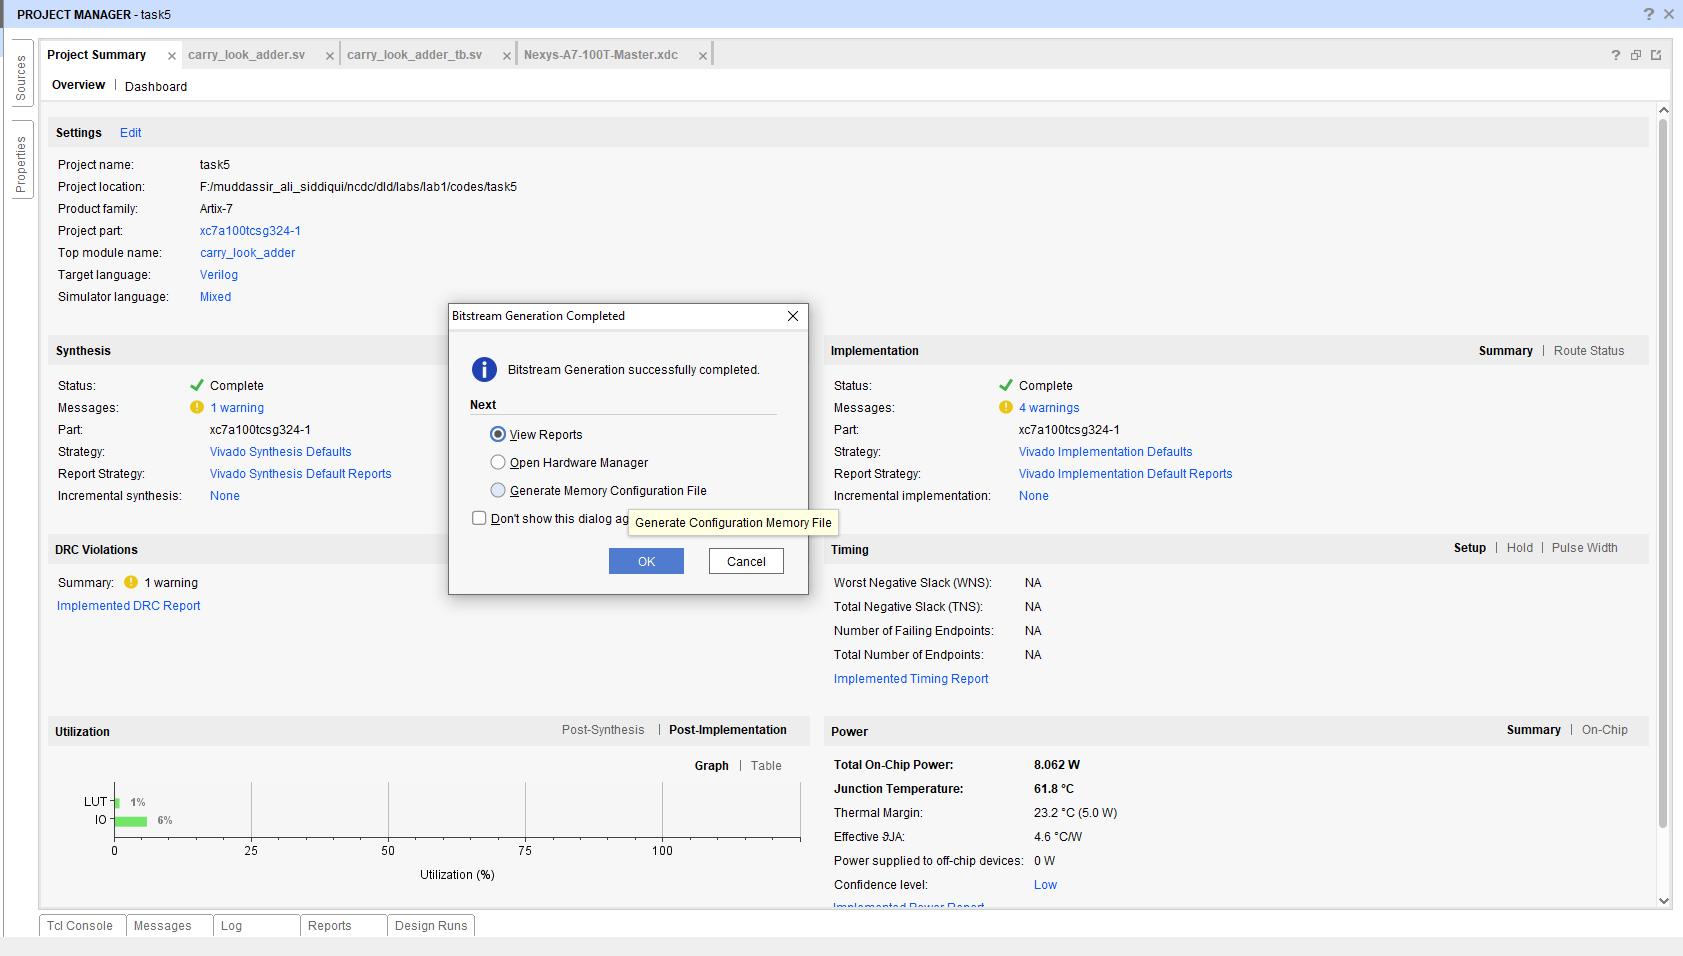 PROJECT MANAGER - task5
Sources
Properties
Project Summary
carry_look_adder.sv
carry_look_adder_tb.sv
Nexys-A7-100T-Master.xdc
Overview | Dashboard
Settings Edit
Project name: task5
Project location: F:/muddassir_ali_siddiqui/ncdc/dld/labs/lab1/codes/task5
Product family: Artix-7
Project part: xc7a100tcsg324-1
Top module name: carry_look_adder
Target language: Verilog
Simulator language: Mixed
Synthesis
Status: Complete
Messages: 1 warning
Part: xc7a100tcsg324-1
Strategy: Vivado Synthesis Defaults
Report Strategy: Vivado Synthesis Default Reports
Incremental synthesis: None
Bitstream Generation Completed
Bitstream Generation successfully completed.
Next
View Reports
Open Hardware Manager
Generate Memory Configuration File
Don't show this dialog ag
Generate Configuration Memory File
OK
Cancel
Implementation
Summary | Route Status
Status: Complete
Messages: 4 warnings
Part: xc7a100tcsg324-1
Strategy: Vivado Implementation Defaults
Report Strategy: Vivado Implementation Default Reports
Incremental implementation: None
DRC Violations
Summary: 1 warning
Implemented DRC Report
Timing
Setup | Hold | Pulse Width
Worst Negative Slack (WNS): NA
Total Negative Slack (TNS): NA
Number of Failing Endpoints: NA
Total Number of Endpoints: NA
Implemented Timing Report
Utilization
Post-Synthesis | Post-Implementation
Graph | Table
LUT 1%
IO 6%
0 25 50 75 100
Utilization (%)
Power
Summary | On-Chip
Total On-Chip Power: 8.062 W
Junction Temperature: 61.8 °C
Thermal Margin: 23.2 °C (5.0 W)
Effective ϑJA: 4.6 °C/W
Power supplied to off-chip devices: 0 W
Confidence level: Low
Implemented Power Report
Tcl Console
Messages
Log
Reports
Design Runs